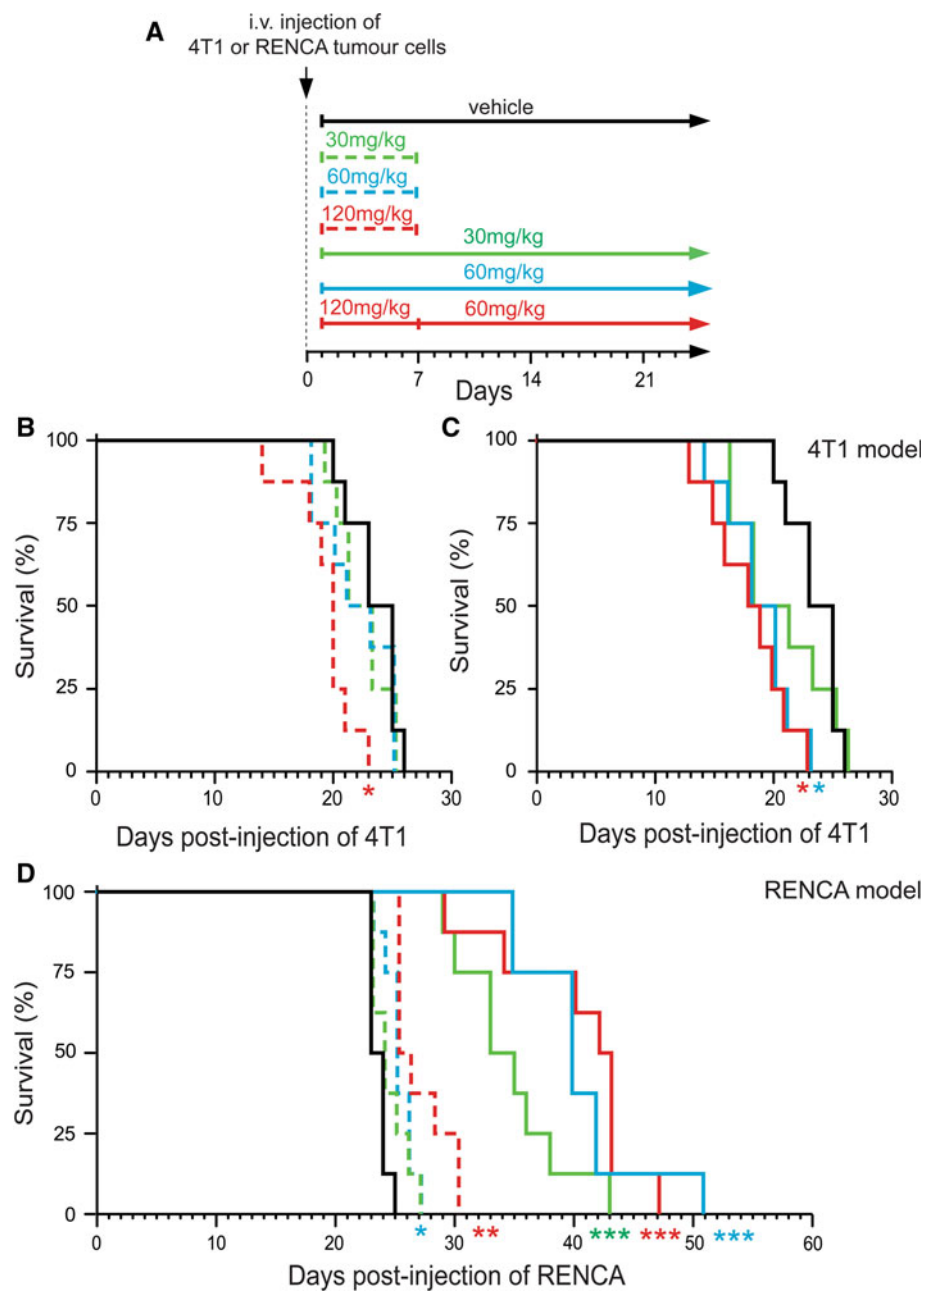 A
i.v. injection of
4T1 or RENCA tumour cells
vehicle
30mg/kg
60mg/kg
120mg/kg
30mg/kg
60mg/kg
120mg/kg 60mg/kg
0 7 14 21
Days
B
100
75
50
25
0
Survival (%)
0 10 20 30
*
Days post-injection of 4T1
C
4T1 model
100
75
50
25
0
Survival (%)
0 10 20 30
* *
Days post-injection of 4T1
D
RENCA model
100
75
50
25
0
Survival (%)
0 10 20 30 40 50 60
* ** *** *** ***
Days post-injection of RENCA